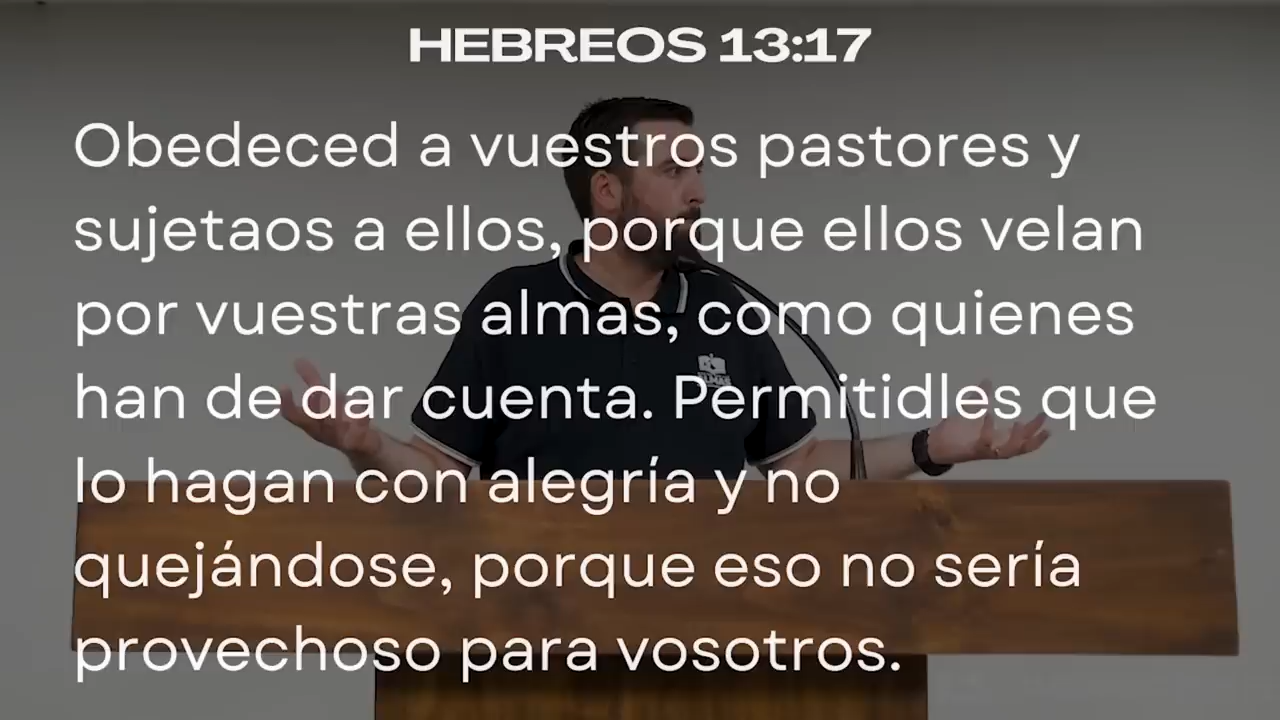 HEBREOS 13:17
Obedeced a vuestros pastores y
sujetaos a ellos, porque ellos velan
por vuestras almas, como quienes
han de dar cuenta. Permitidles que
lo hagan con alegría y no
quejándose, porque eso no sería
provechoso para vosotros.